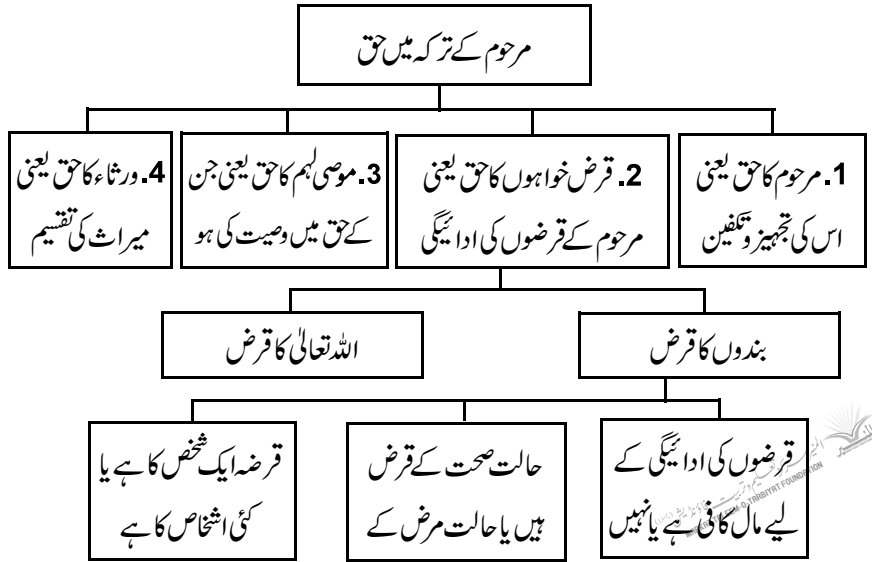 مرحوم کے ترکہ میں حق
1. مرحوم کا حق یعنی
اس کی تجہیز و تکفین
2. قرض خواہوں کا حق یعنی
مرحوم کے قرضوں کی ادائیگی
3. موصی لہم کا حق یعنی جن
کے حق میں وصیت کی ہو
4. ورثاء کا حق یعنی
میراث کی تقسیم
بندوں کا قرض
اللہ تعالیٰ کا قرض
قرضوں کی ادائیگی کے
لیے مال کافی ہے یا نہیں
حالت صحت کے قرض
ہیں یا حالت مرض کے
قرضہ ایک شخص کا ہے یا
کئی اشخاص کا ہے
TARBIYAT FOUNDATION